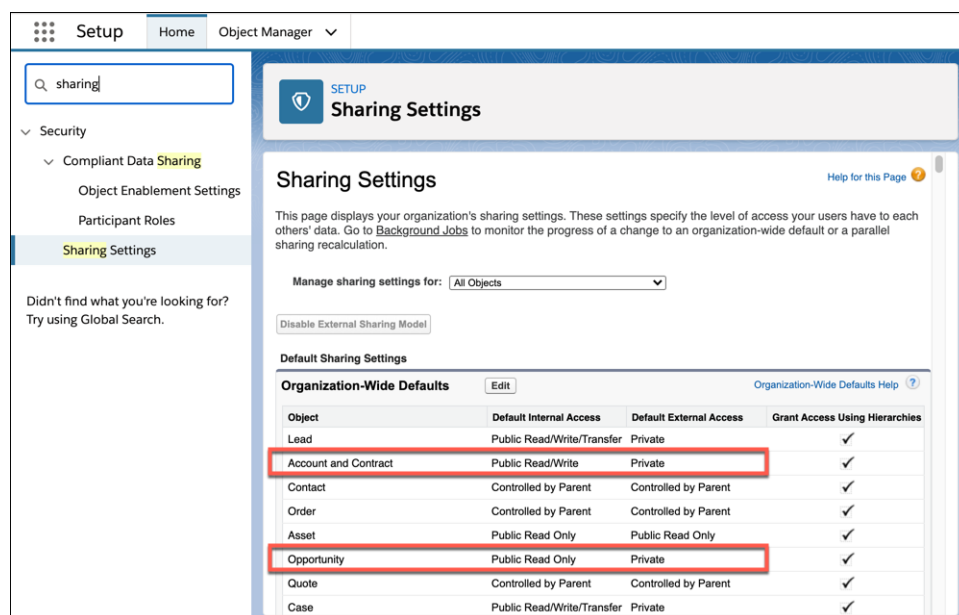 Setup Home Object Manager
sharing
Security
Compliant Data Sharing
Object Enablement Settings
Participant Roles
Sharing Settings
Didn't find what you're looking for?
Try using Global Search.
SETUP
Sharing Settings
Sharing Settings
Help for this Page ?
This page displays your organization's sharing settings. These settings specify the level of access your users have to each
others' data. Go to Background Jobs to monitor the progress of a change to an organization-wide default or a parallel
sharing recalculation.
Manage sharing settings for: All Objects
Disable External Sharing Model
Default Sharing Settings
Organization-Wide Defaults Edit Organization-Wide Defaults Help ?
Object Default Internal Access Default External Access Grant Access Using Hierarchies
Lead Public Read/Write/Transfer Private ✓
Account and Contract Public Read/Write Private ✓
Contact Controlled by Parent Controlled by Parent ✓
Order Controlled by Parent Controlled by Parent ✓
Asset Public Read Only Public Read Only ✓
Opportunity Public Read Only Private ✓
Quote Controlled by Parent Controlled by Parent ✓
Case Public Read/Write/Transfer Private ✓